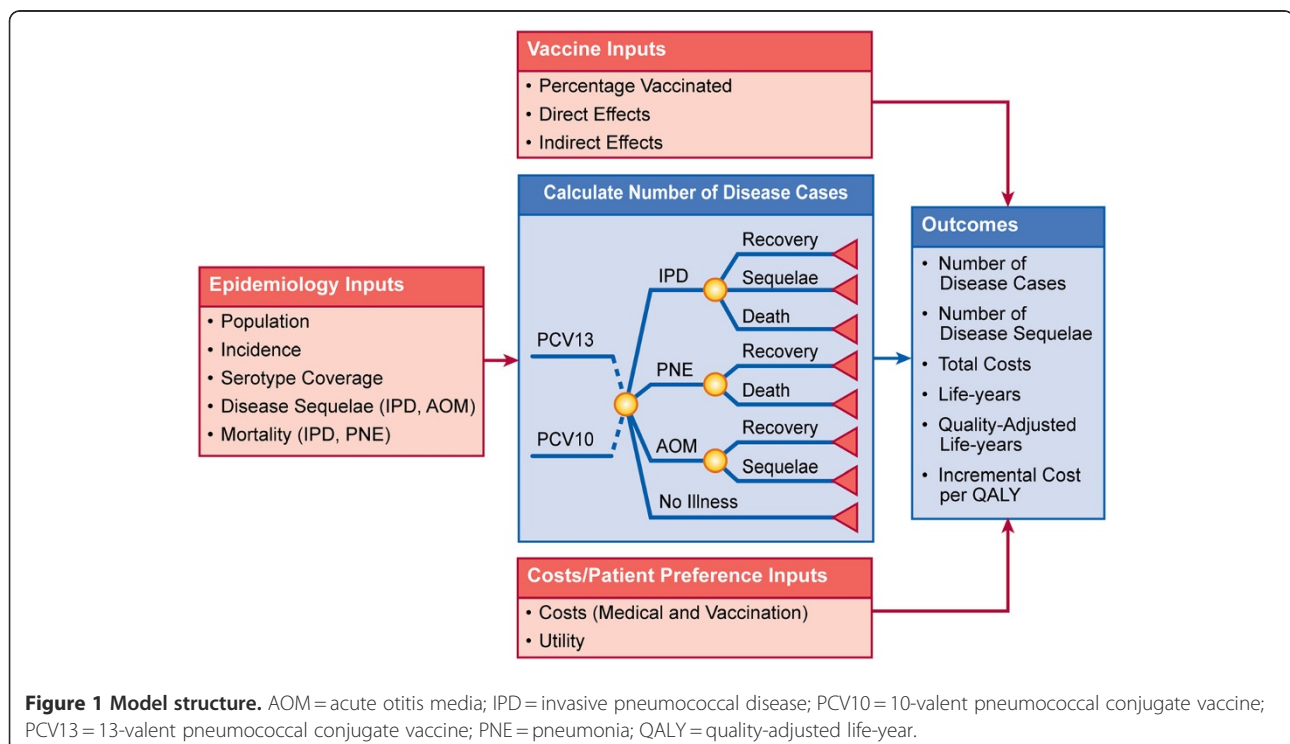 Vaccine Inputs
• Percentage Vaccinated
• Direct Effects
• Indirect Effects
Epidemiology Inputs
• Population
• Incidence
• Serotype Coverage
• Disease Sequelae (IPD, AOM)
• Mortality (IPD, PNE)
Calculate Number of Disease Cases
PCV13
PCV10
IPD
Recovery
Sequelae
Death
PNE
Recovery
Death
AOM
Recovery
Sequelae
No Illness
Outcomes
• Number of
Disease Cases
• Number of
Disease Sequelae
• Total Costs
• Life-years
• Quality-Adjusted
Life-years
• Incremental Cost
per QALY
Costs/Patient Preference Inputs
• Costs (Medical and Vaccination)
• Utility
Figure 1 Model structure. AOM = acute otitis media; IPD = invasive pneumococcal disease; PCV10 = 10-valent pneumococcal conjugate vaccine;
PCV13 = 13-valent pneumococcal conjugate vaccine; PNE = pneumonia; QALY = quality-adjusted life-year.